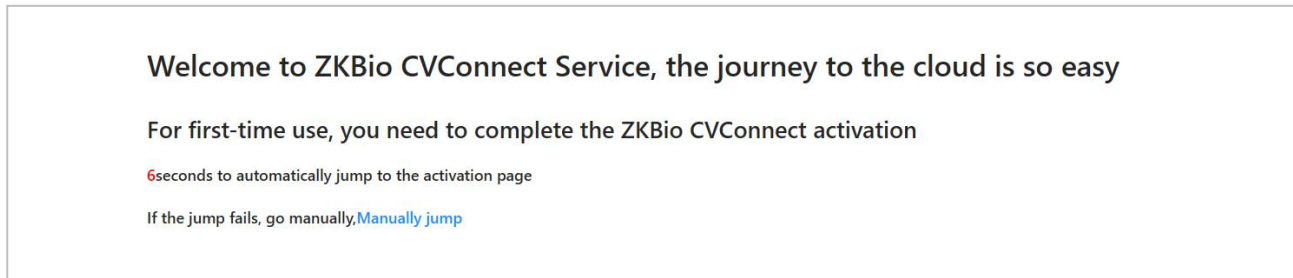 Welcome to ZKBio CVConnect Service, the journey to the cloud is so easy
For first-time use, you need to complete the ZKBio CVConnect activation
6seconds to automatically jump to the activation page
If the jump fails, go manually,Manually jump